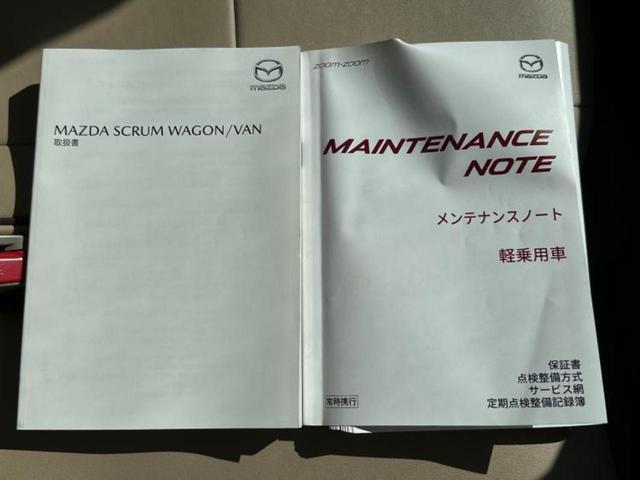 mazda
MAZDA SCRUM WAGON/VAN
取扱書
zoom-zoom
mazda
MAINTENANCE
NOTE
メンテナンスノート
軽乗用車
保証書
点検整備方式
サービス網
定期点検整備記録簿
常時携行